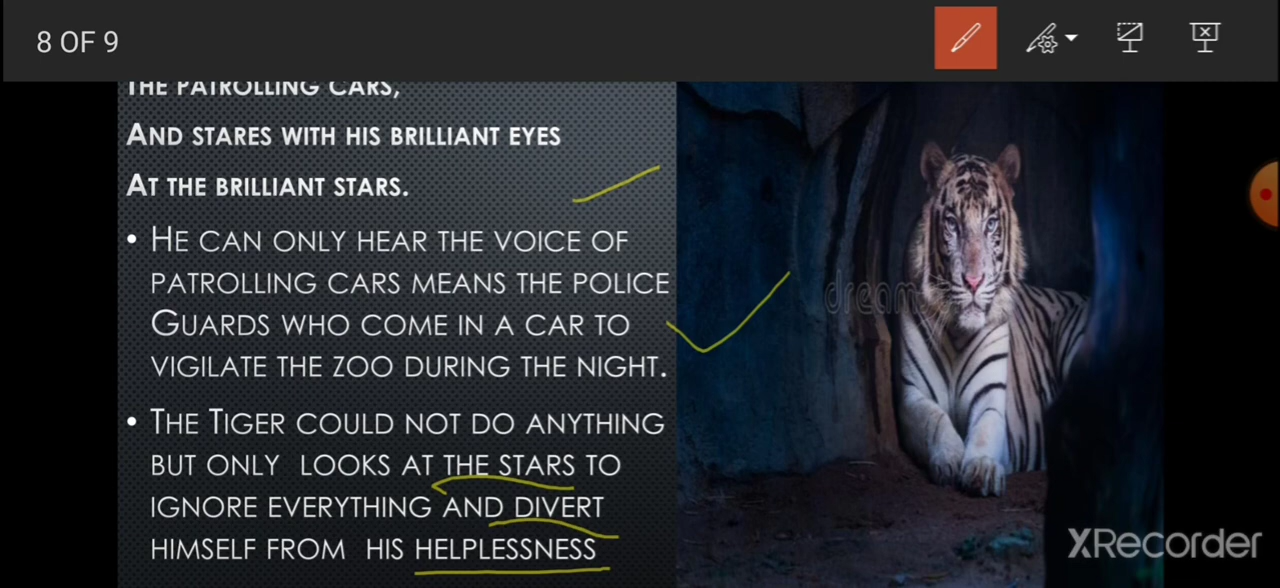 8 OF 9
THE PATROLLING CARS,
AND STARES WITH HIS BRILLIANT EYES
AT THE BRILLIANT STARS.
• HE CAN ONLY HEAR THE VOICE OF
PATROLLING CARS MEANS THE POLICE
GUARDS WHO COME IN A CAR TO
VIGILATE THE ZOO DURING THE NIGHT.
• THE TIGER COULD NOT DO ANYTHING
BUT ONLY LOOKS AT THE STARS TO
IGNORE EVERYTHING AND DIVERT
HIMSELF FROM HIS HELPLESSNESS
dream
XRecorder